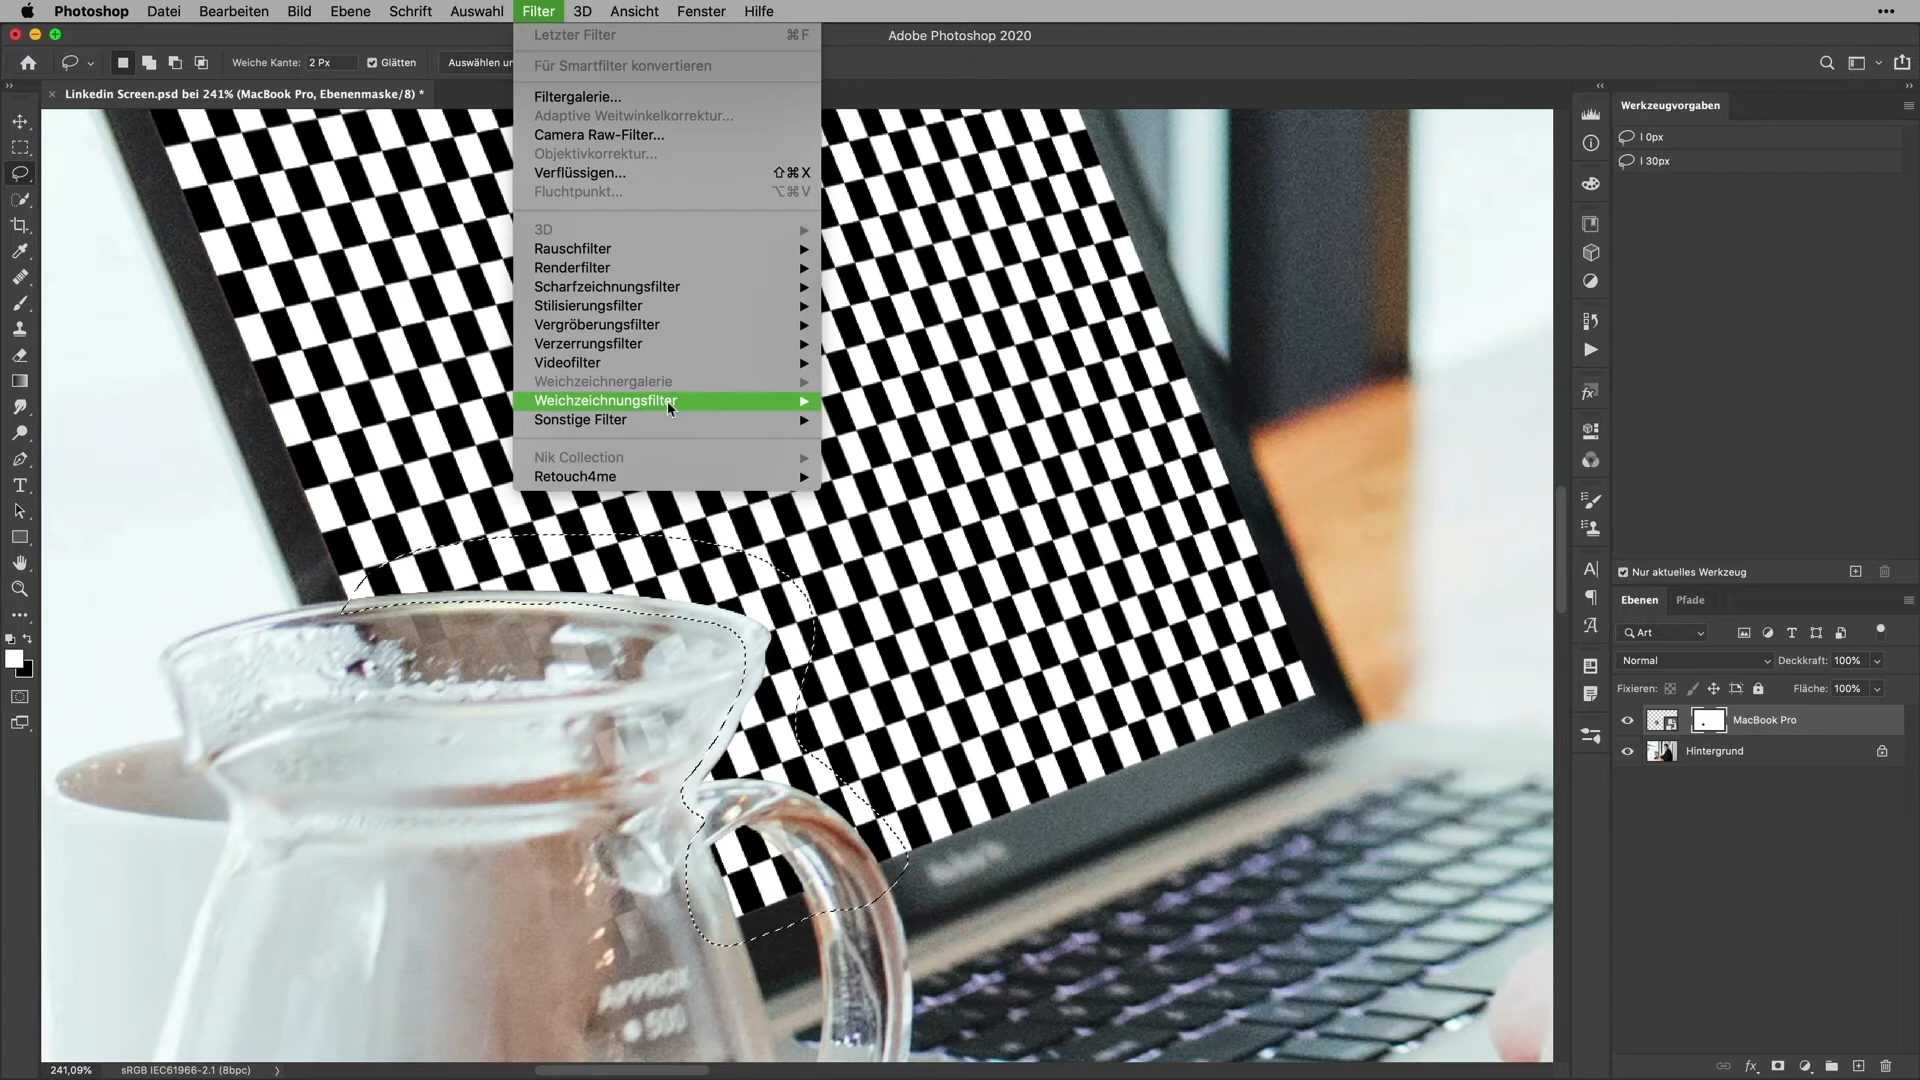 Photoshop Datei Bearbeiten Bild Ebene Schrift Auswahl Filter 3D Ansicht Fenster Hilfe
Adobe Photoshop 2020
Weiche Kante: 2 Px Glätten Auswählen un
Linkedin Screen.psd bei 241% (MacBook Pro, Ebenenmaske/8) *
Letzter Filter ⌘F
Für Smartfilter konvertieren
Filtergalerie...
Adaptive Weitwinkelkorrektur...
Camera Raw-Filter...
Objektivkorrektur...
Verflüssigen... ⇧⌘X
Fluchtpunkt... ⌥⌘V
3D
Rauschfilter
Renderfilter
Scharfzeichnungsfilter
Stilisierungsfilter
Vergröberungsfilter
Verzerrungsfilter
Videofilter
Weichzeichnergalerie
Weichzeichnungsfilter
Sonstige Filter
Nik Collection
Retouch4me
Werkzeugvorgaben
I 0px
I 30px
Nur aktuelles Werkzeug
Ebenen Pfade
Art
Normal Deckkraft: 100%
Fixieren: Fläche: 100%
MacBook Pro
Hintergrund
APPROX
500
241,09% sRGB IEC61966-2.1 (8bpc)